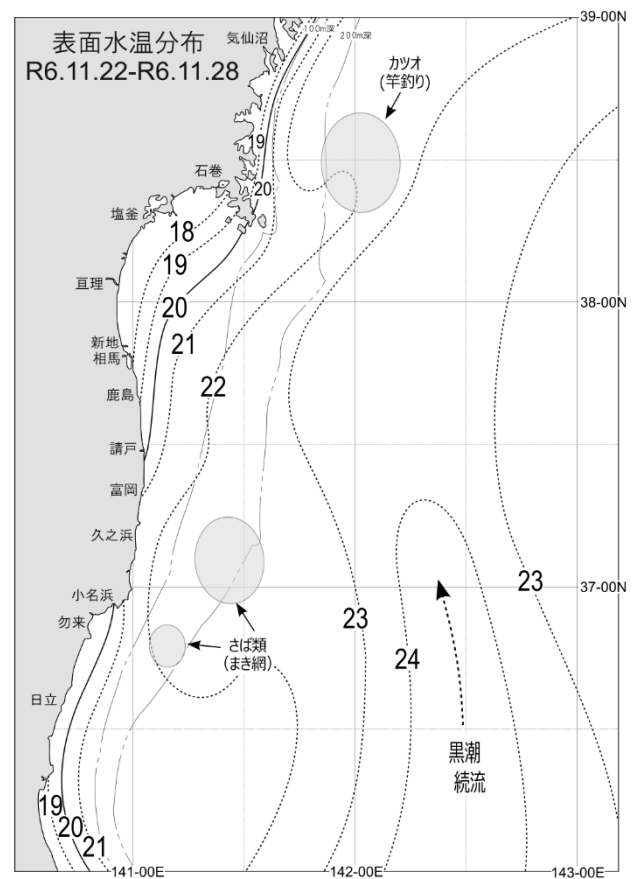 表面水温分布
R6.11.22-R6.11.28
気仙沼
100m深
200m深
39-00N
カツオ
(竿釣り)
19
石巻
20
塩釜
18
19
亘理
20
38-00N
新地
相馬
21
鹿島
22
請戸
富岡
久之浜
小名浜
37-00N
勿来
23
23
さば類
(まき網)
24
日立
黒潮
続流
19
20
21
141-00E
142-00E
143-00E